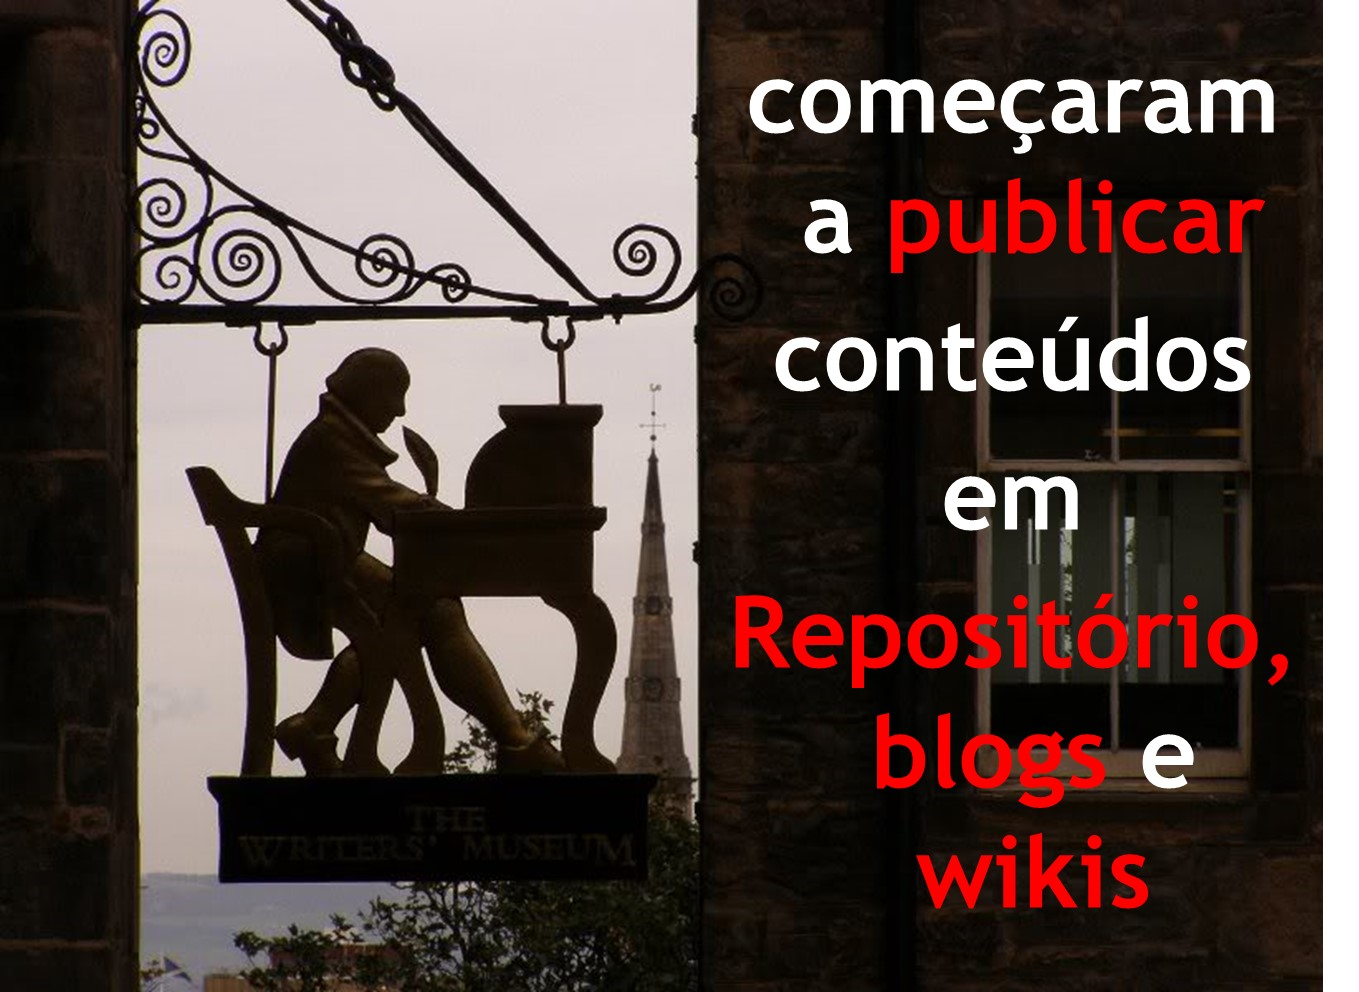 THE
WRITERS' MUSEUM
começaram
a publicar
conteúdos
em
Repositório,
blogs e
wikis